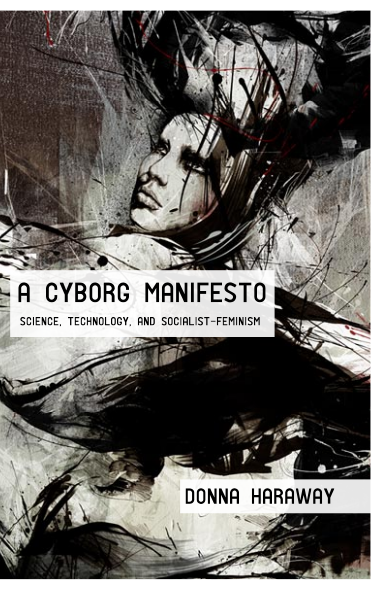 A CYBORG MANIFESTO
SCIENCE, TECHNOLOGY, AND SOCIALIST-FEMINISM
DONNA HARAWAY